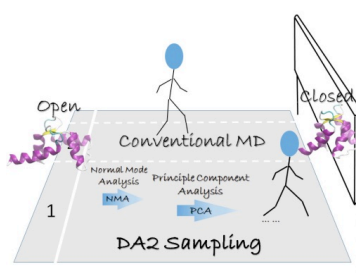 Open
Closed
Conventional MD
Normal Mode
Analysis
NMA
Principle Component
Analysis
PCA
... ...
1
DA2 Sampling